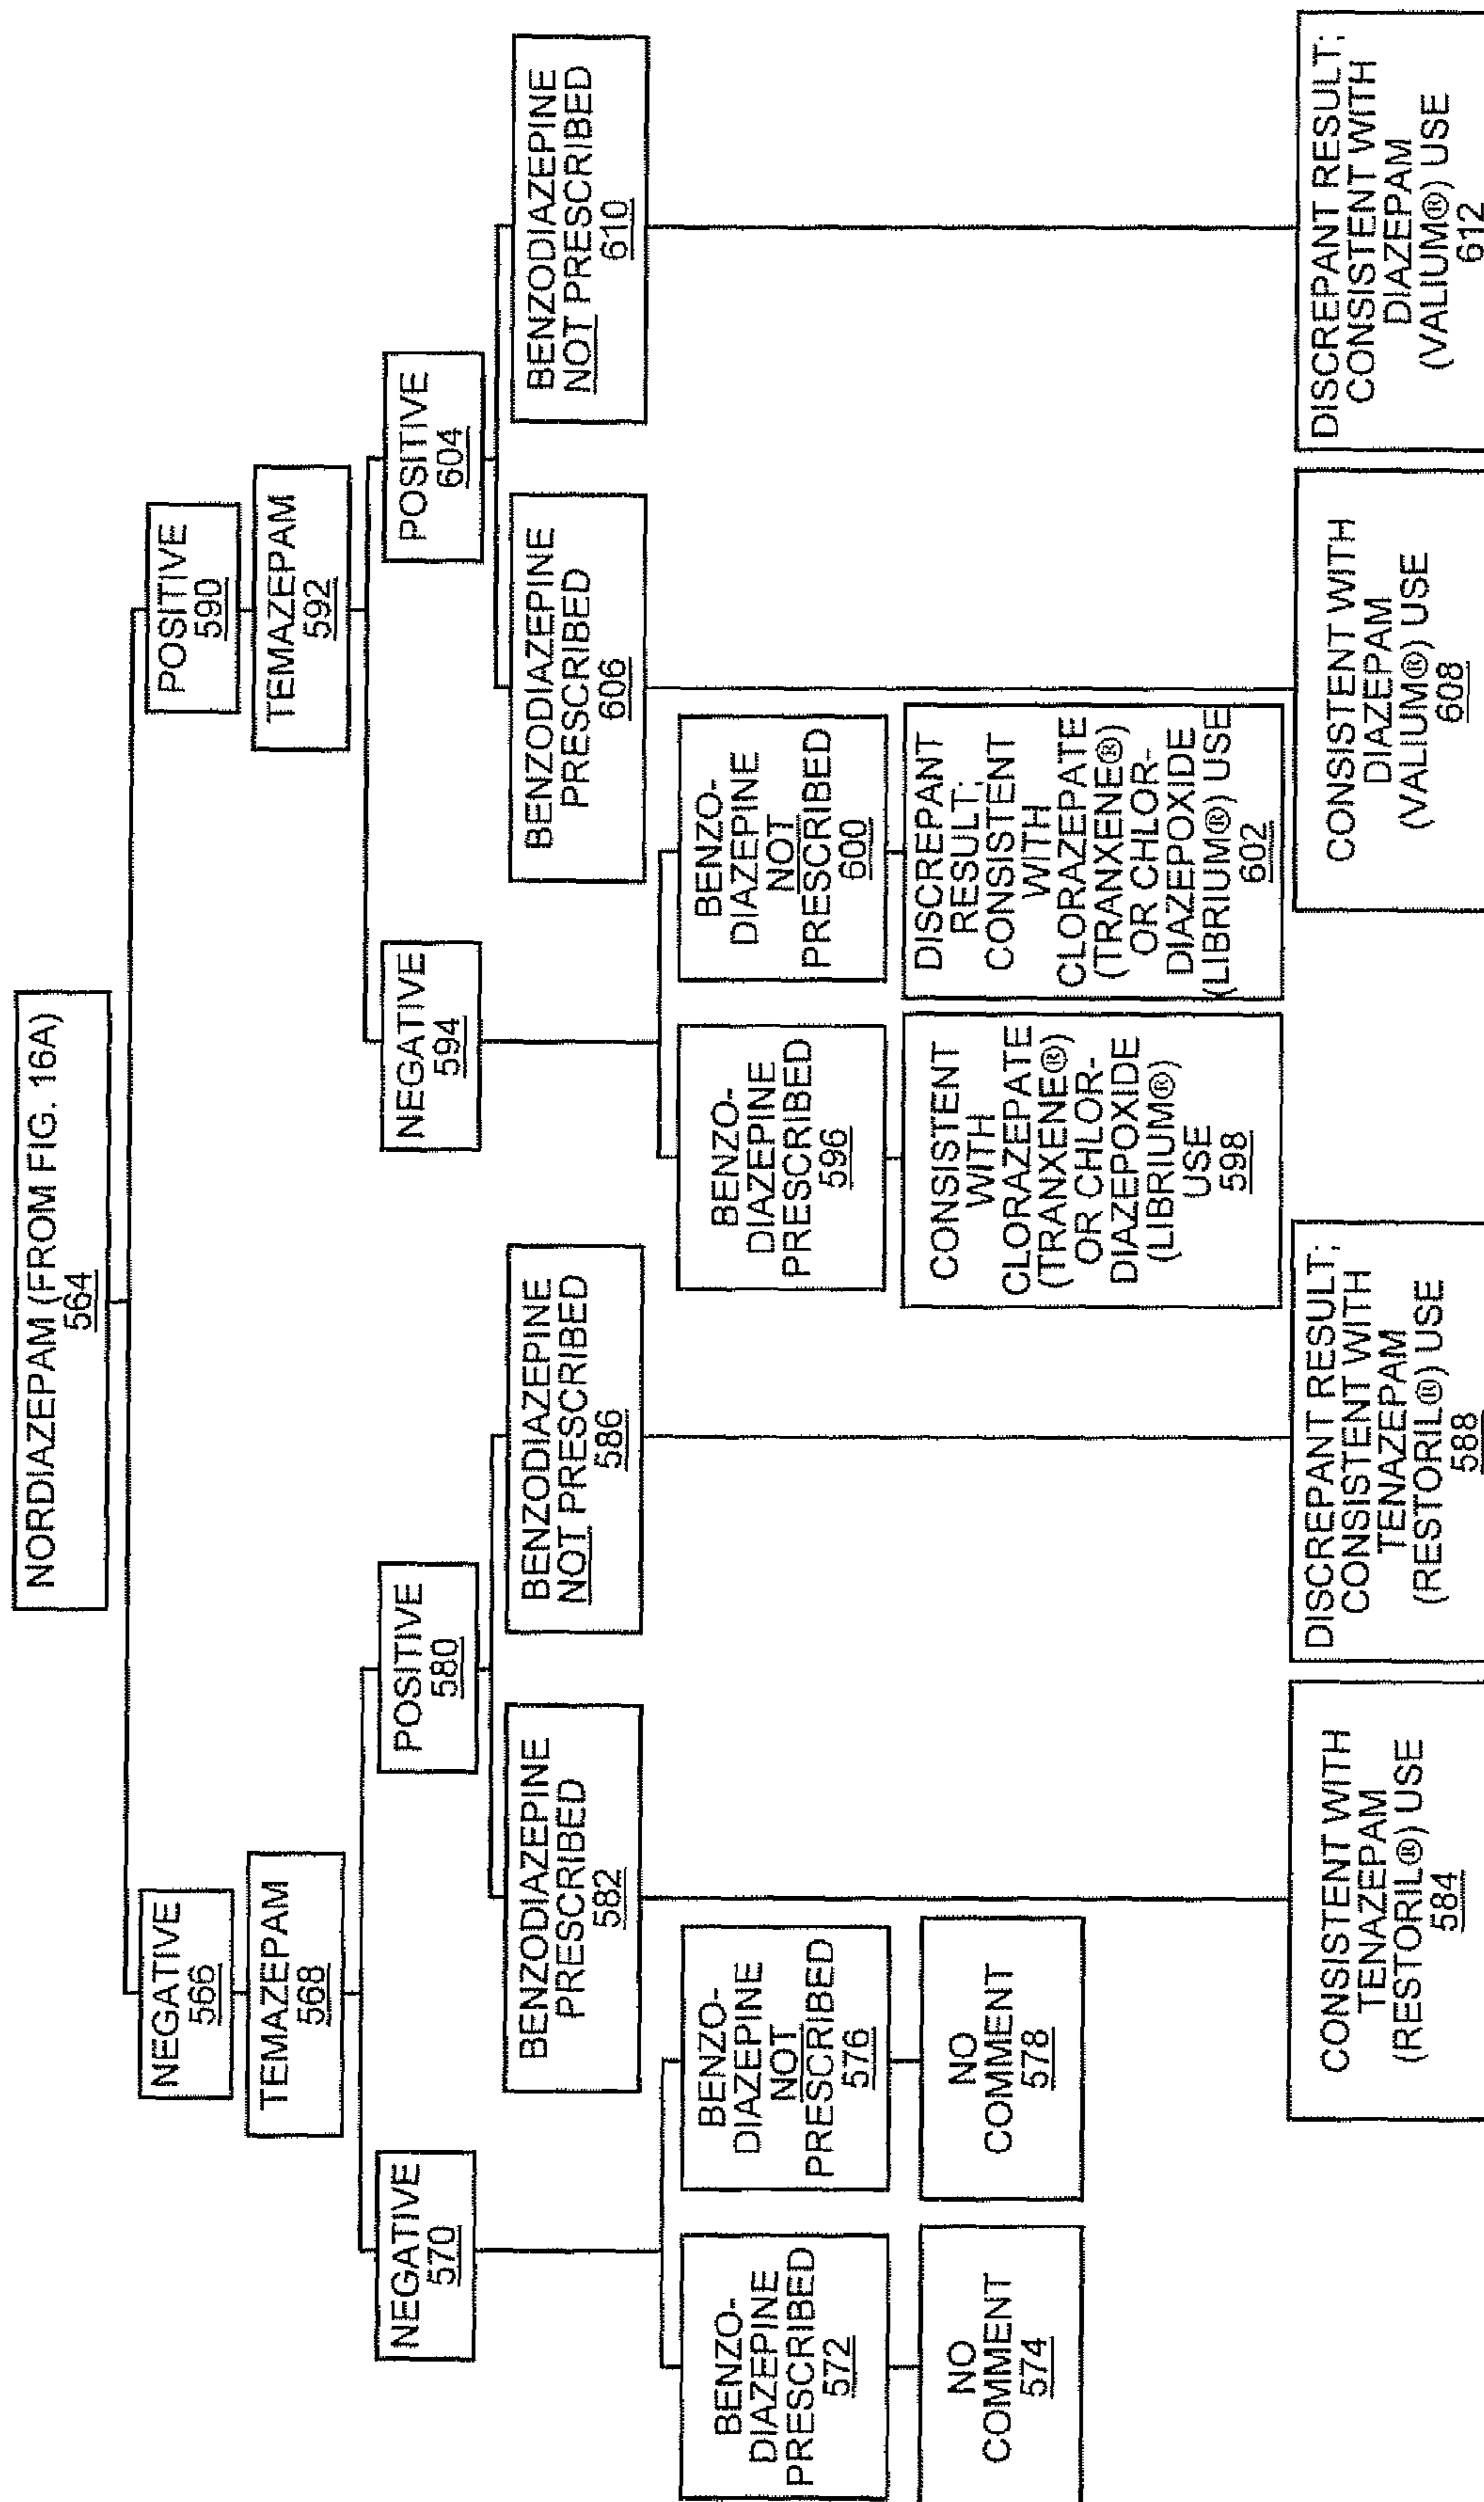 NORDIAZEPAM (FROM FIG. 16A)
564
NEGATIVE
566
TEMAZEPAM
568
NEGATIVE
570
BENZO-
DIAZEPINE
PRESCRIBED
572
NO
COMMENT
574
BENZO-
DIAZEPINE
NOT
PRESCRIBED
576
NO
COMMENT
578
POSITIVE
580
BENZODIAZEPINE
PRESCRIBED
582
CONSISTENT WITH
TENAZEPAM
(RESTORIL®) USE
584
BENZODIAZEPINE
NOT PRESCRIBED
586
DISCREPANT RESULT:
CONSISTENT WITH
TENAZEPAM
(RESTORIL®) USE
588
POSITIVE
590
TEMAZEPAM
592
NEGATIVE
594
BENZO-
DIAZEPINE
PRESCRIBED
596
CONSISTENT
WITH
CLORAZEPATE
(TRANXENE®)
OR CHLOR-
DIAZEPOXIDE
(LIBRIUM®)
USE
598
BENZO-
DIAZEPINE
NOT
PRESCRIBED
600
DISCREPANT
RESULT:
CONSISTENT
WITH
CLORAZEPATE
(TRANXENE®)
OR CHLOR-
DIAZEPOXIDE
(LIBRIUM®) USE
602
POSITIVE
604
BENZODIAZEPINE
PRESCRIBED
606
CONSISTENT WITH
DIAZEPAM
(VALIUM®) USE
608
BENZODIAZEPINE
NOT PRESCRIBED
610
DISCREPANT RESULT:
CONSISTENT WITH
DIAZEPAM
(VALIUM®) USE
612